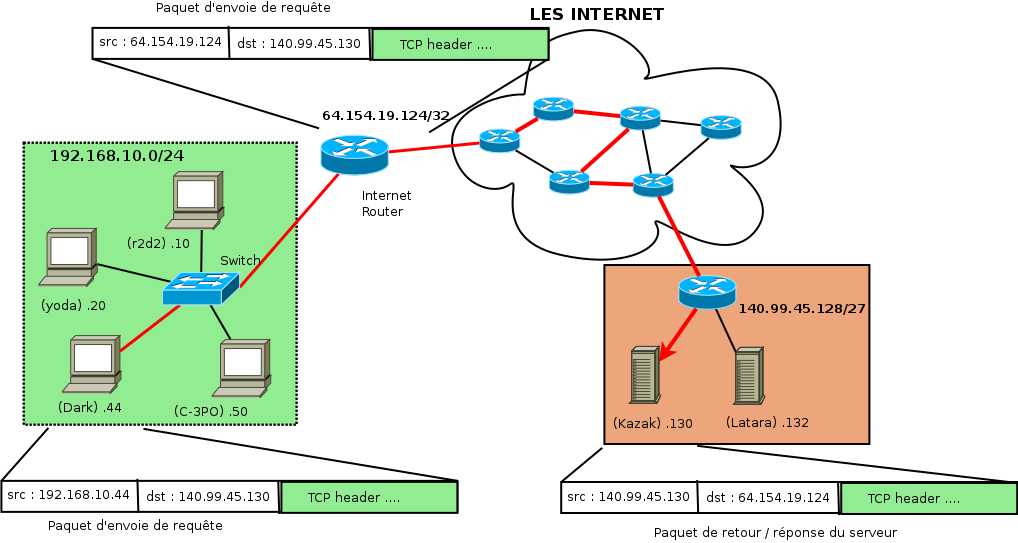 Paquet d'envoie de requête
LES INTERNET
src : 64.154.19.124
dst : 140.99.45.130
TCP header ....
64.154.19.124/32
192.168.10.0/24
Internet
Router
(r2d2) .10
Switch
(yoda) .20
140.99.45.128/27
(Dark) .44
(C-3PO) .50
(Kazak) .130
(Latara) .132
src : 192.168.10.44
dst : 140.99.45.130
TCP header ....
Paquet d'envoie de requête
src : 140.99.45.130
dst : 64.154.19.124
TCP header ....
Paquet de retour / réponse du serveur